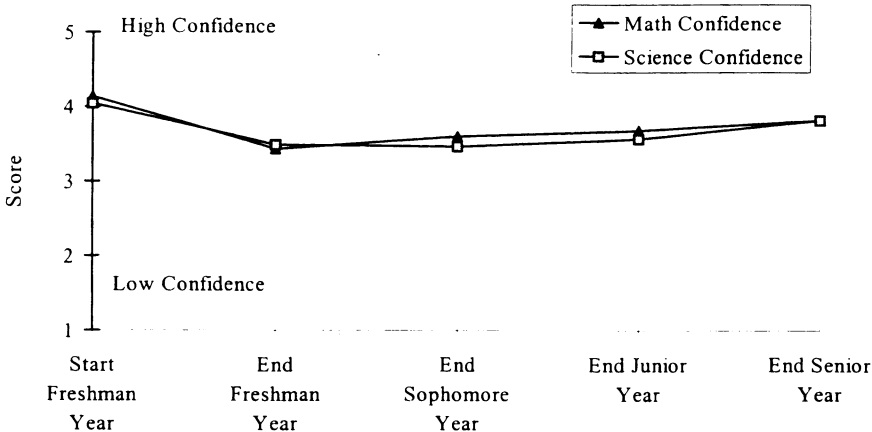 5
High Confidence
Math Confidence
Science Confidence
4
3
2
1
Score
Low Confidence
Start
Freshman
Year
End
Freshman
Year
End
Sophomore
Year
End Junior
Year
End Senior
Year